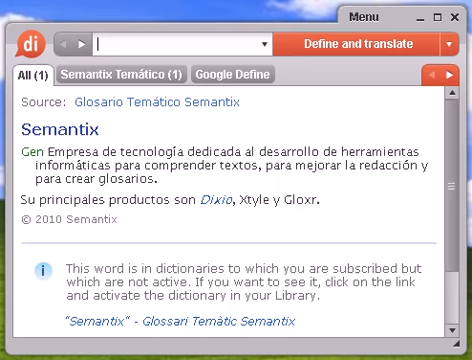 Menu
di
Define and translate
All (1)
Semantix Temático (1)
Google Define
Source: Glosario Temático Semantix
Semantix
Gen Empresa de tecnología dedicada al desarrollo de herramientas
informáticas para comprender textos, para mejorar la redacción y
para crear glosarios.
Su principales productos son Dixio, Xtyle y Gloxr.
© 2010 Semantix
i
This word is in dictionaries to which you are subscribed but
which are not active. If you want to see it, click on the link
and activate the dictionary in your Library.
"Semantix" - Glossari Temàtic Semantix